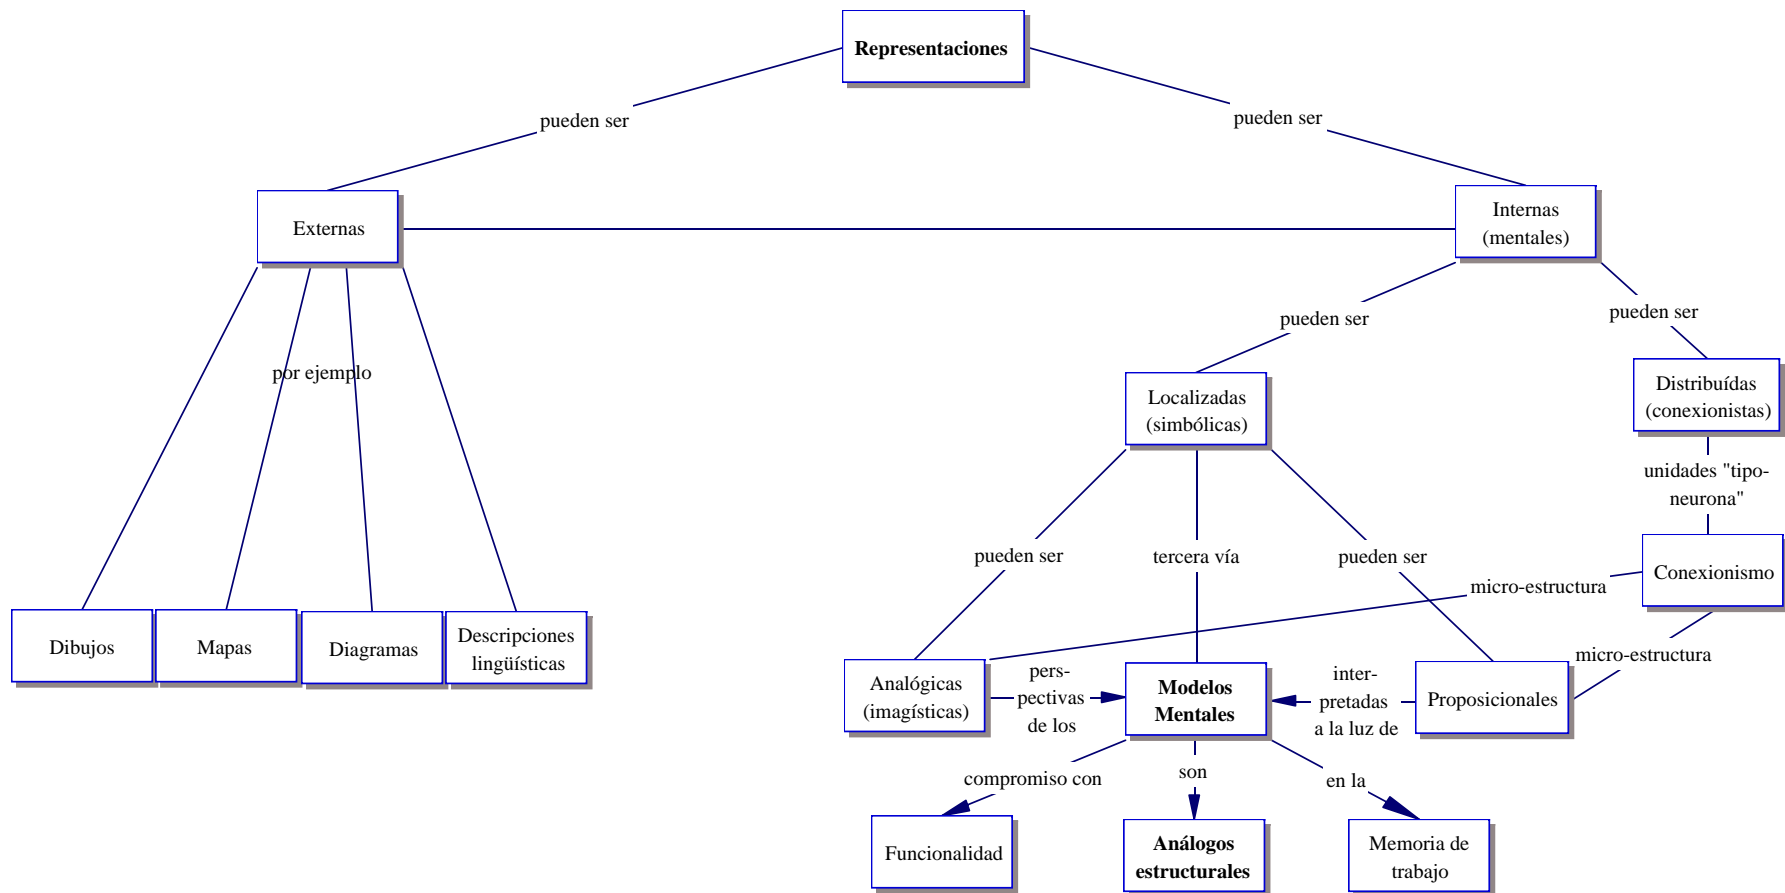 Representaciones
pueden ser
pueden ser
Externas
Internas
(mentales)
pueden ser
pueden ser
por ejemplo
Localizadas
(simbólicas)
Distribuídas
(conexionistas)
unidades "tipo-
neurona"
pueden ser
tercera vía
pueden ser
micro-estructura
Conexionismo
Dibujos
Mapas
Diagramas
Descripciones
lingüísticas
micro-estructura
Analógicas
(imagísticas)
pers-
pectivas
de los
Modelos
Mentales
inter-
pretadas
a la luz de
Proposicionales
compromiso con
son
en la
Funcionalidad
Análogos
estructurales
Memoria de
trabajo